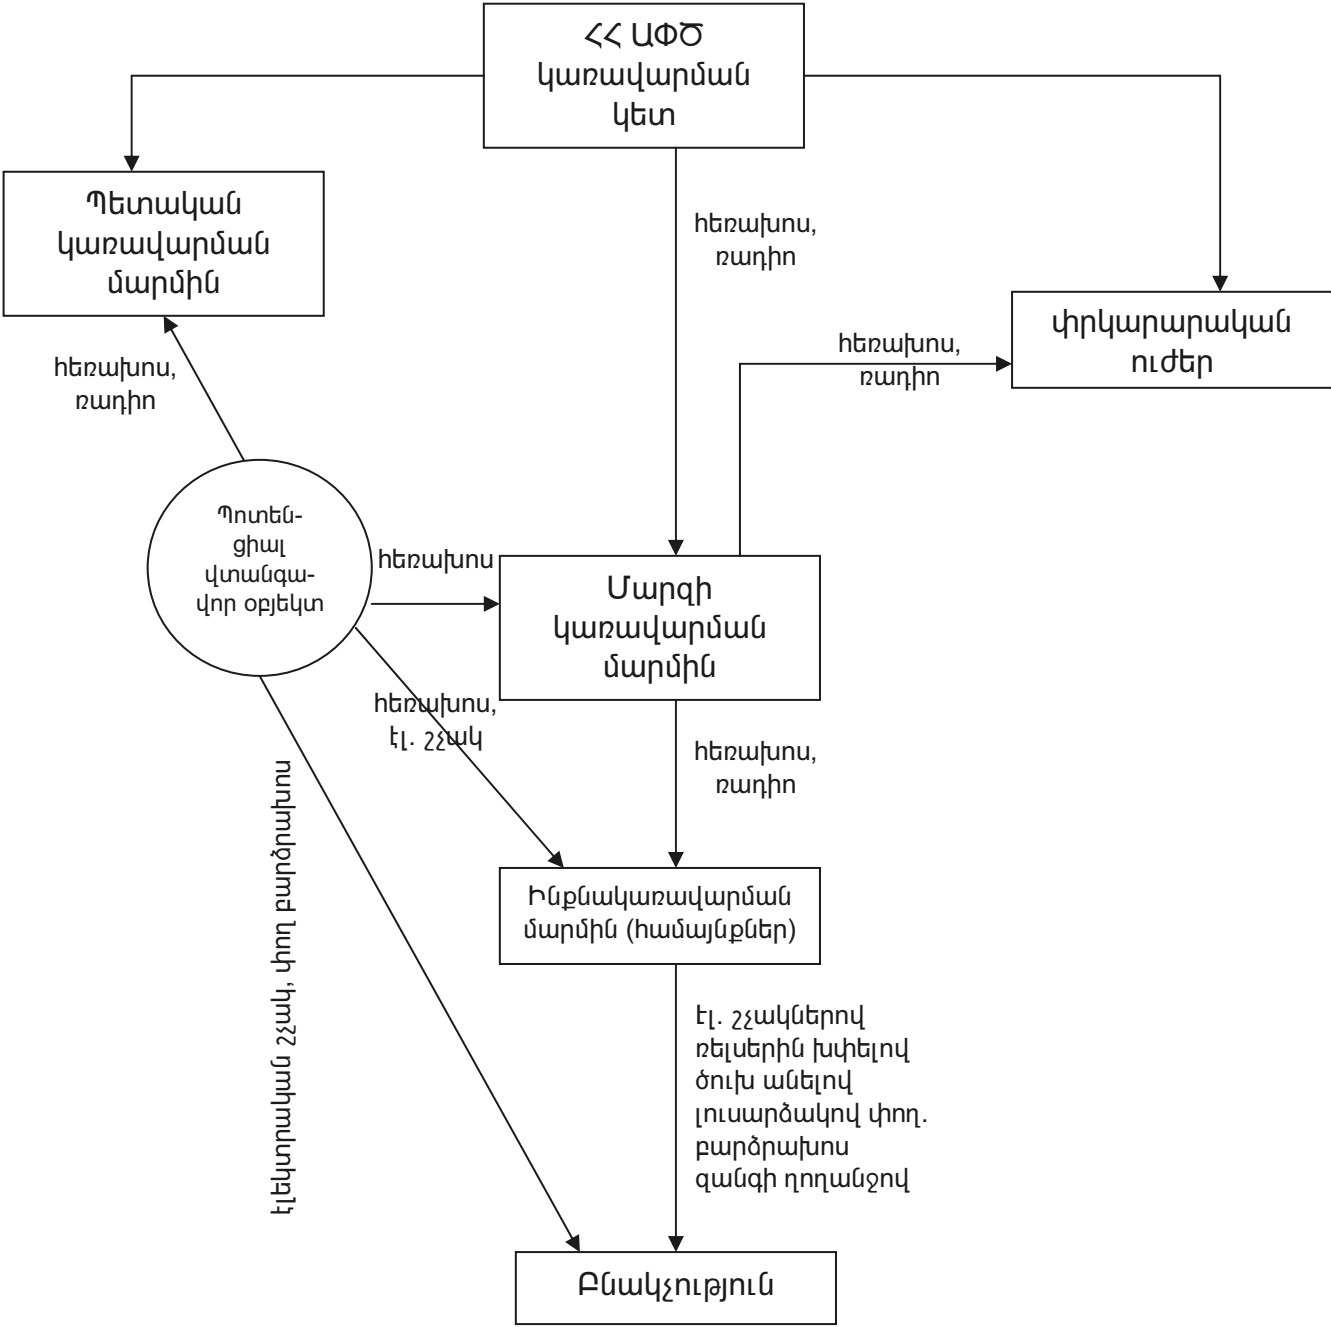 ՀՀ ԱՓԾ
կառավարման
կետ
Պետական
կառավարման
մարմին
հեռախոս,
ռադիո
փրկարարական
ուժեր
հեռախոս,
ռադիո
հեռախոս,
ռադիո
Պոտեն-
ցիալ
վտանգա-
վոր օբյեկտ
հեռախոս
Մարզի
կառավարման
մարմին
հեռախոս,
էլ. շչակ
հեռախոս,
ռադիո
էլեկտրական շչակ, փող բարձրախոս
Ինքնակառավարման
մարմին (համայնքներ)
էլ. շչակներով
ռելսերին խփելով
ծուխ անելով
լուսարձակով փող.
բարձրախոս
զանգի ղողանջով
Բնակչություն